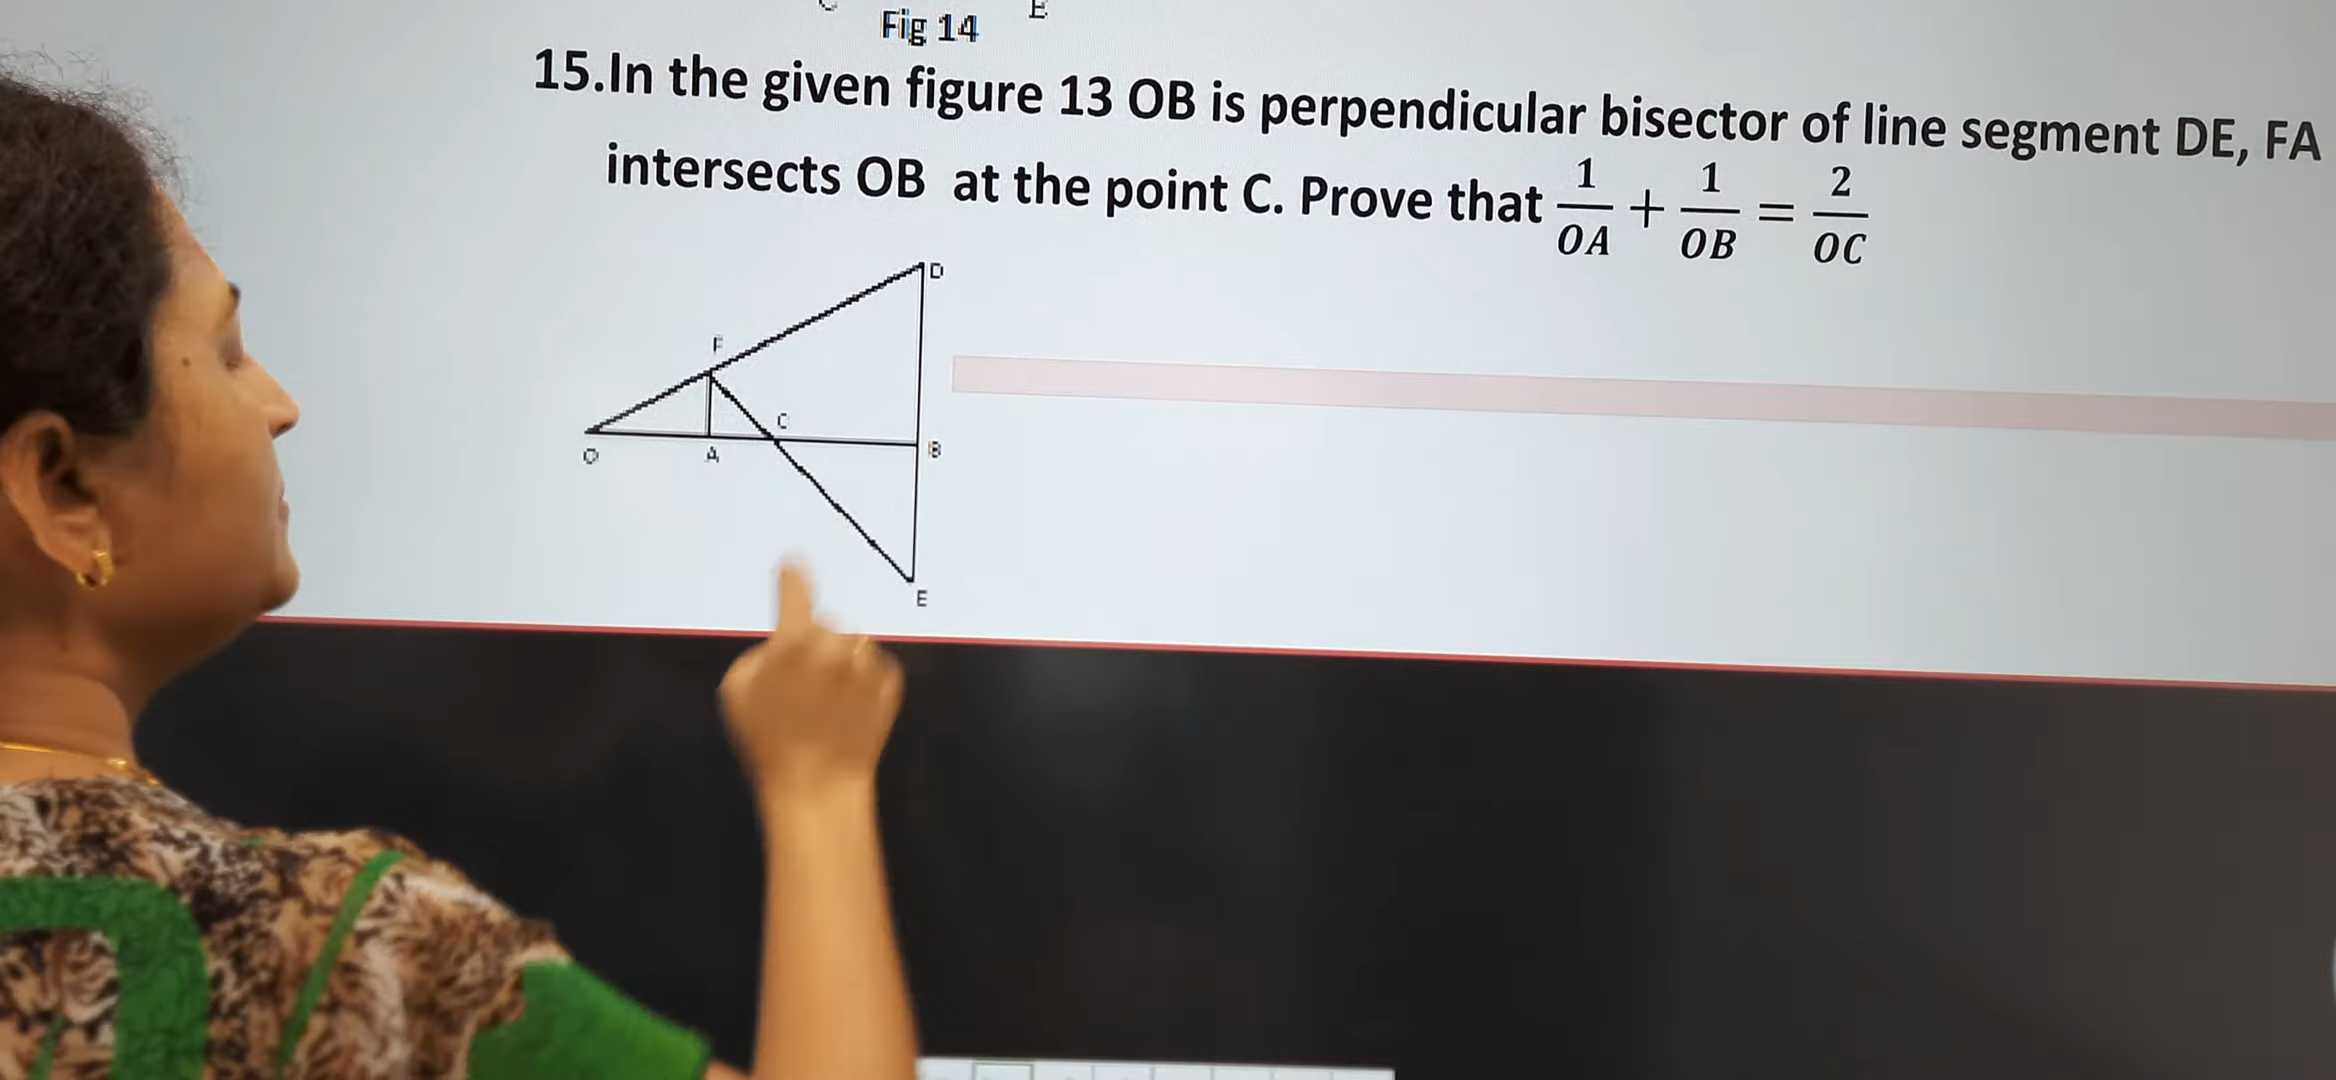 Fig 14
E
15.In the given figure 13 OB is perpendicular bisector of line segment DE, FA
intersects OB at the point C. Prove that 1/OA + 1/OB = 2/OC
D
F
C
O
A
B
E